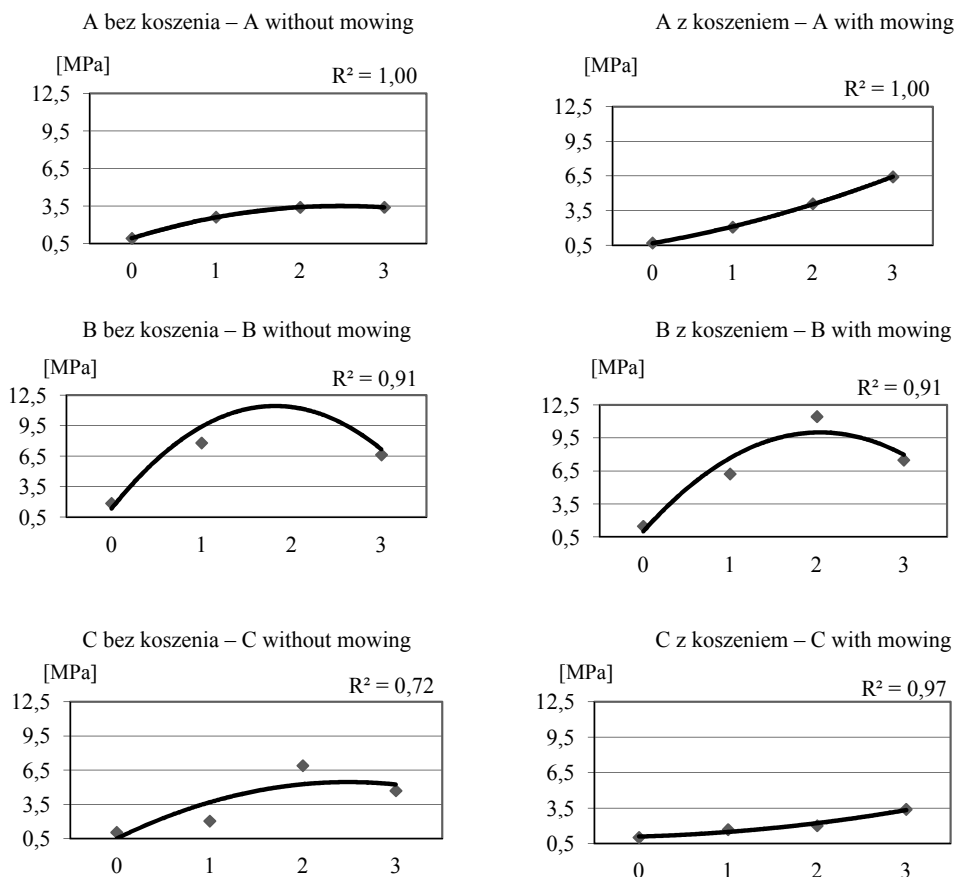 A bez koszenia – A without mowing
[MPa]
R² = 1,00
12,5
9,5
6,5
3,5
0,5
0 1 2 3
A z koszeniem – A with mowing
R² = 1,00
12,5
9,5
6,5
3,5
0,5
0 1 2 3
B bez koszenia – B without mowing
[MPa]
R² = 0,91
12,5
9,5
6,5
3,5
0,5
0 1 2 3
B z koszeniem – B with mowing
[MPa]
R² = 0,91
12,5
9,5
6,5
3,5
0,5
0 1 2 3
C bez koszenia – C without mowing
[MPa]
R² = 0,72
12,5
9,5
6,5
3,5
0,5
0 1 2 3
C z koszeniem – C with mowing
[MPa]
R² = 0,97
12,5
9,5
6,5
3,5
0,5
0 1 2 3